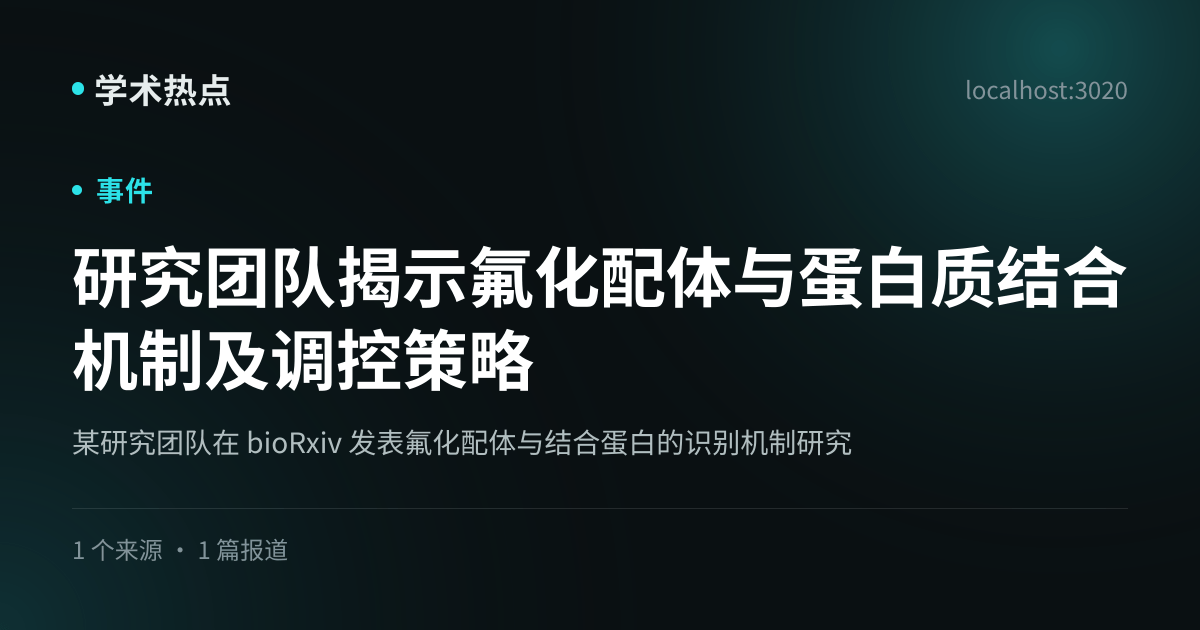 学术热点
localhost:3020
事件
研究团队揭示氟化配体与蛋白质结合
机制及调控策略
某研究团队在 bioRxiv 发表氟化配体与结合蛋白的识别机制研究
1 个来源 · 1 篇报道